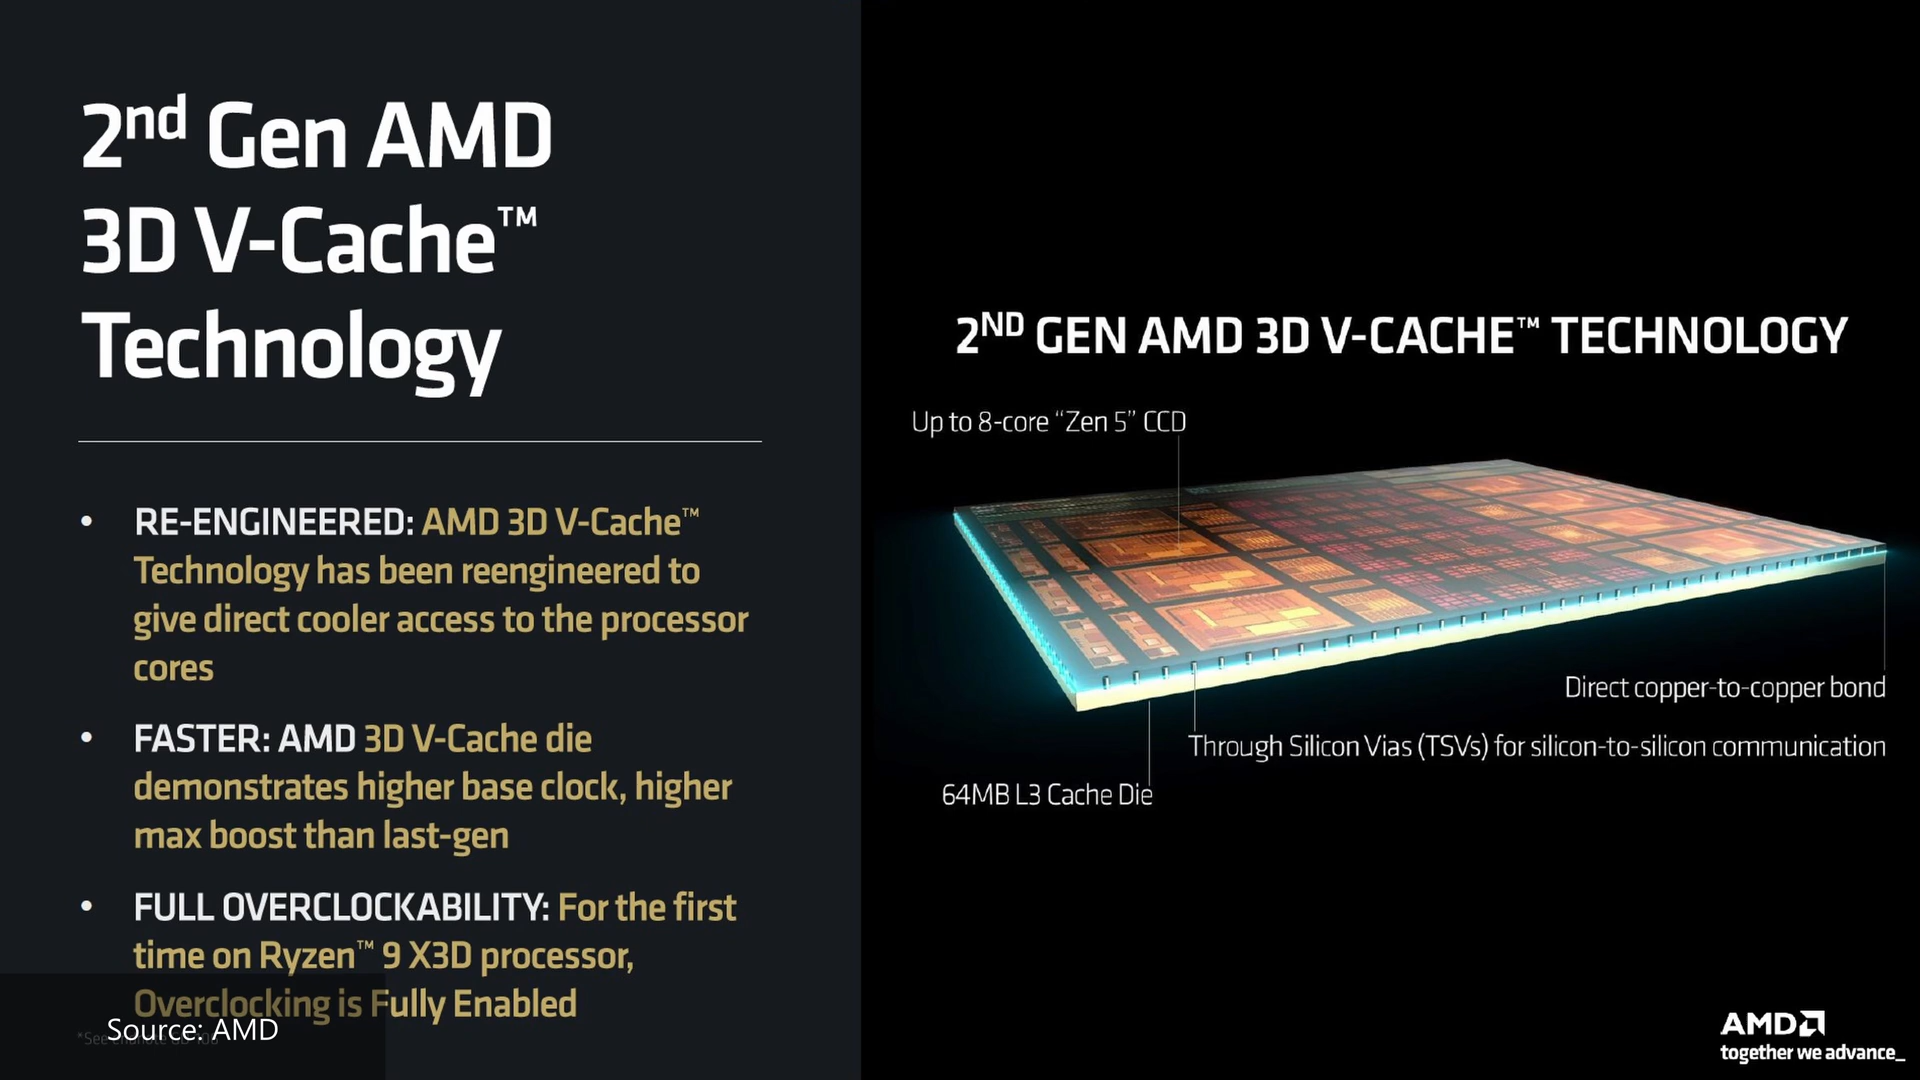 2nd Gen AMD
3D V-Cache™
Technology
• RE-ENGINEERED: AMD 3D V-Cache™
Technology has been reengineered to
give direct cooler access to the processor
cores
• FASTER: AMD 3D V-Cache die
demonstrates higher base clock, higher
max boost than last-gen
• FULL OVERCLOCKABILITY: For the first
time on Ryzen™ 9 X3D processor,
Overclocking is Fully Enabled
*See
Source: AMD
2ND GEN AMD 3D V-CACHE™ TECHNOLOGY
Up to 8-core “Zen 5” CCD
Direct copper-to-copper bond
Through Silicon Vias (TSVs) for silicon-to-silicon communication
64MB L3 Cache Die
AMD
together we advance_